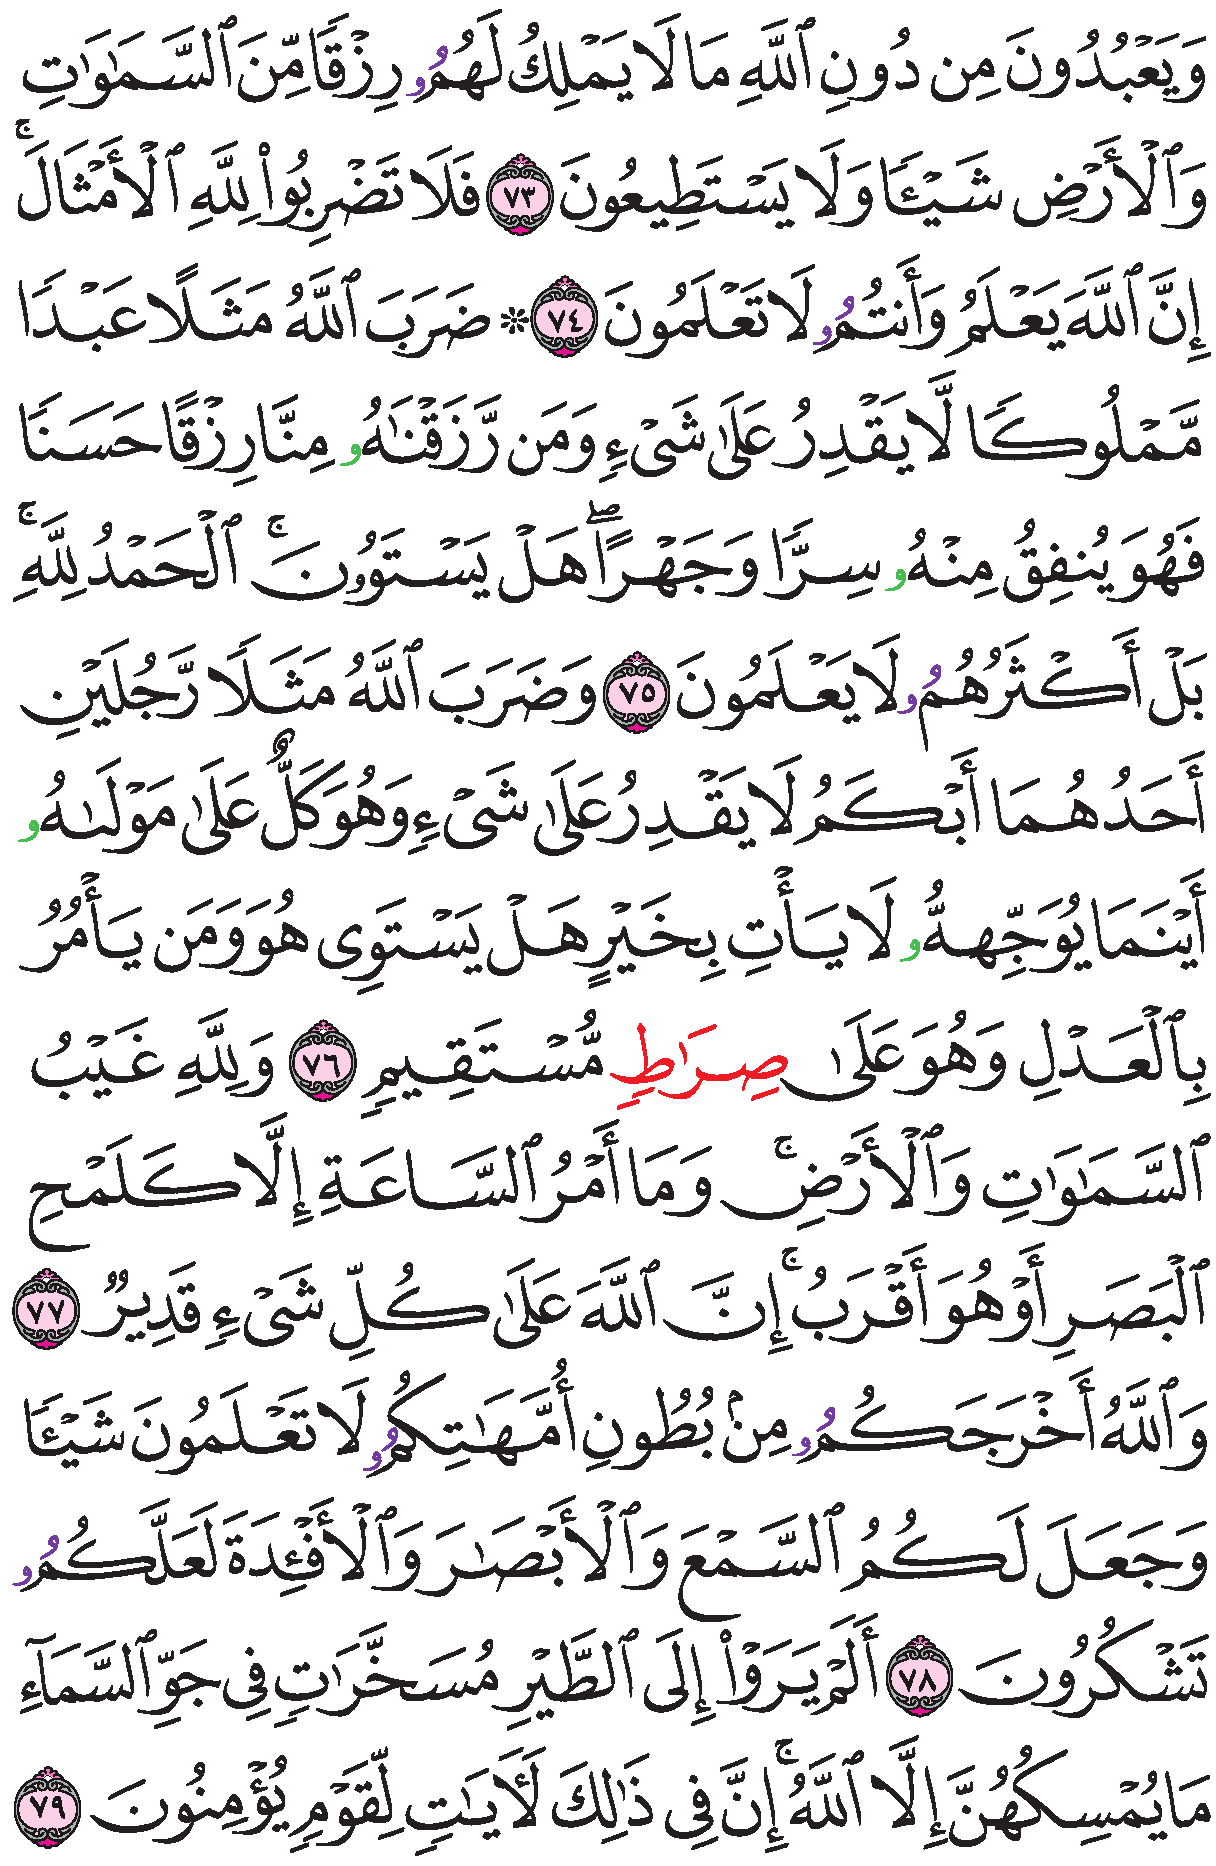 وَيَعۡبُدُونَ مِن دُونِ ٱللَّهِ مَا لَا يَمۡلِكُ لَهُمُۥ رِزۡقٗا مِّنَ ٱلسَّمَٰوَٰتِ
وَٱلۡأَرۡضِ شَيۡـٔٗا وَلَا يَسۡتَطِيعُونَ ٧٣ فَلَا تَضۡرِبُواْ لِلَّهِ ٱلۡأَمۡثَالَۚ
إِنَّ ٱللَّهَ يَعۡلَمُ وَأَنتُمُۥ لَا تَعۡلَمُونَ ٧٤ ۞ ضَرَبَ ٱللَّهُ مَثَلًا عَبۡدٗا
مَّمۡلُوكٗا لَّا يَقۡدِرُ عَلَىٰ شَيۡءٖ وَمَن رَّزَقۡنَٰهُۥ مِنَّا رِزۡقًا حَسَنٗا
فَهُوَ يُنفِقُ مِنۡهُۥ سِرّٗا وَجَهۡرًاۖ هَلۡ يَسۡتَوُۥنَۚ ٱلۡحَمۡدُ لِلَّهِۚ
بَلۡ أَكۡثَرُهُمُۥ لَا يَعۡلَمُونَ ٧٥ وَضَرَبَ ٱللَّهُ مَثَلٗا رَّجُلَيۡنِ
أَحَدُهُمَا أَبۡكَمُ لَا يَقۡدِرُ عَلَىٰ شَيۡءٖ وَهُوَ كَلٌّ عَلَىٰ مَوۡلَىٰهُۥ
أَيۡنَمَا يُوَجِّههُّۥ لَا يَأۡتِ بِخَيۡرٍ هَلۡ يَسۡتَوِي هُوَ وَمَن يَأۡمُرُ
بِٱلۡعَدۡلِ وَهُوَ عَلَىٰ صِرَٰطٖ مُّسۡتَقِيمٖ ٧٦ وَلِلَّهِ غَيۡبُ
ٱلسَّمَٰوَٰتِ وَٱلۡأَرۡضِۚ وَمَا أَمۡرُ ٱلسَّاعَةِ إِلَّا كَلَمۡحِ
ٱلۡبَصَرِ أَوۡ هُوَ أَقۡرَبُۚ إِنَّ ٱللَّهَ عَلَىٰ كُلِّ شَيۡءٖ قَدِيرٞ ٧٧
وَٱللَّهُ أَخۡرَجَكُمُۥ مِنۢ بُطُونِ أُمَّهَٰتِكُمُۥ لَا تَعۡلَمُونَ شَيۡـٔٗا
وَجَعَلَ لَكُمُ ٱلسَّمۡعَ وَٱلۡأَبۡصَٰرَ وَٱلۡأَفۡـِٔدَةَ لَعَلَّكُمُۥ
تَشۡكُرُونَ ٧٨ أَلَمۡ يَرَوۡاْ إِلَى ٱلطَّيۡرِ مُسَخَّرَٰتٖ فِي جَوِّ ٱلسَّمَآءِ
مَا يُمۡسِكُهُنَّ إِلَّا ٱللَّهُۚ إِنَّ فِي ذَٰلِكَ لَأٓيَٰتٖ لِّقَوۡمٖ يُؤۡمِنُونَ ٧٩